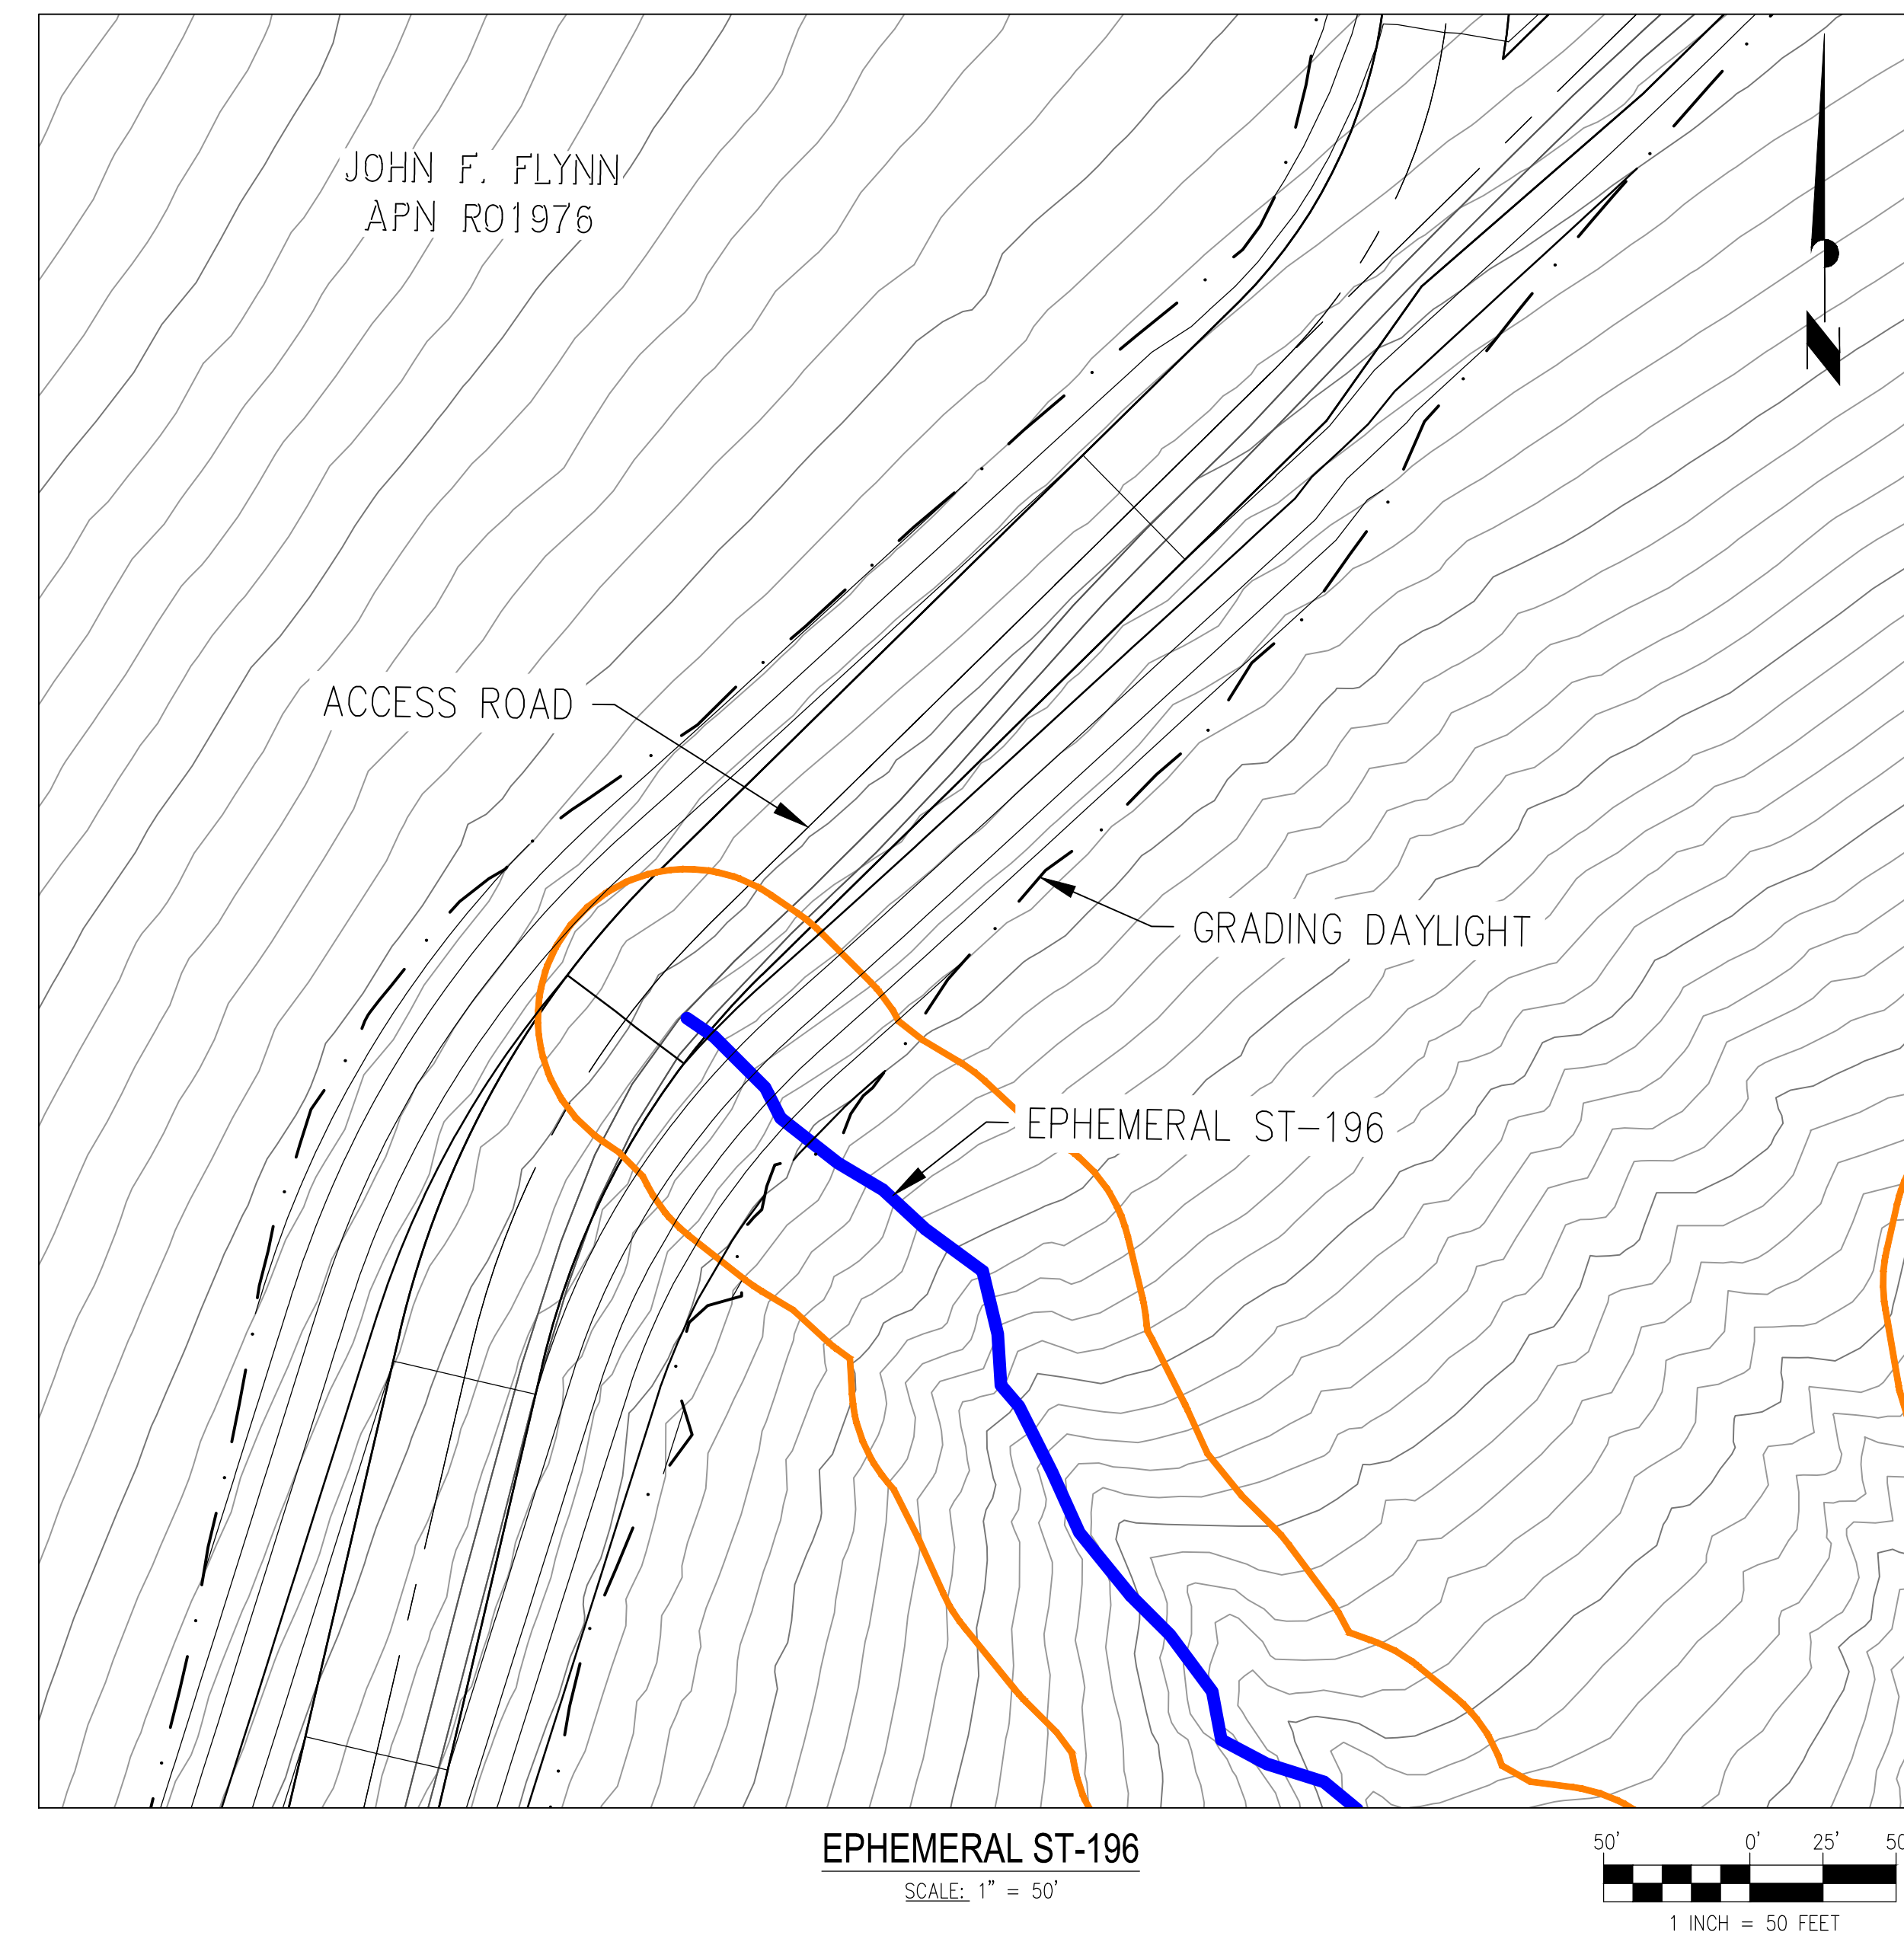 JOHN F. FLYNN
APN R01976
N
ACCESS ROAD
GRADING DAYLIGHT
EPHEMERAL ST-196
EPHEMERAL ST-196
SCALE: 1" = 50'
50' 0' 25'
1 INCH = 50 FEET